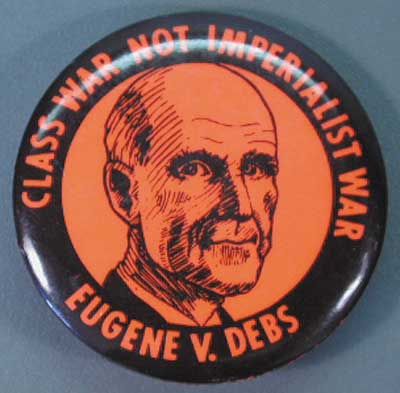 CLASS WAR NOT IMPERIALIST WAR
EUGENE V. DEBS